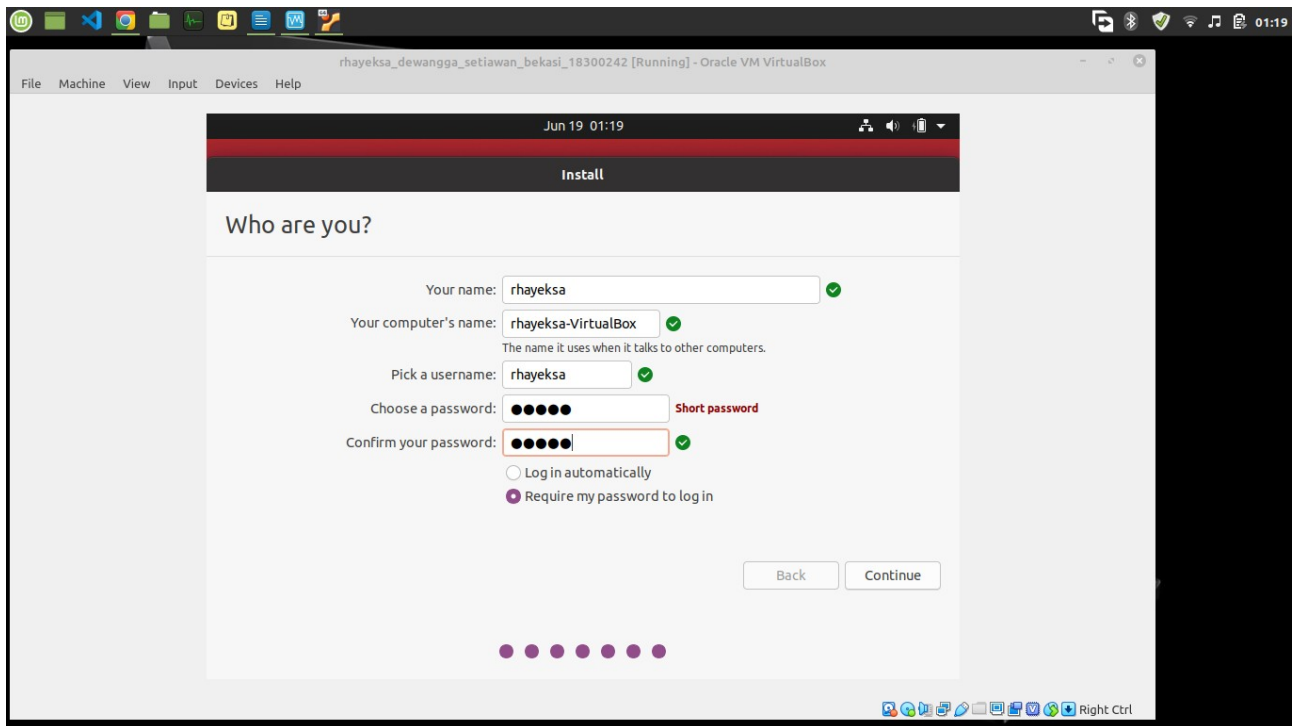 01:19
rhayeksa_dewangga_setiawan_bekasi_18300242 [Running] - Oracle VM VirtualBox
File Machine View Input Devices Help
Jun 19 01:19
Install
Who are you?
Your name: rhayeksa
Your computer's name: rhayeksa-VirtualBox
The name it uses when it talks to other computers.
Pick a username: rhayeksa
Choose a password: ●●●●● Short password
Confirm your password: ●●●●●
Log in automatically
Require my password to log in
Back Continue
Right Ctrl